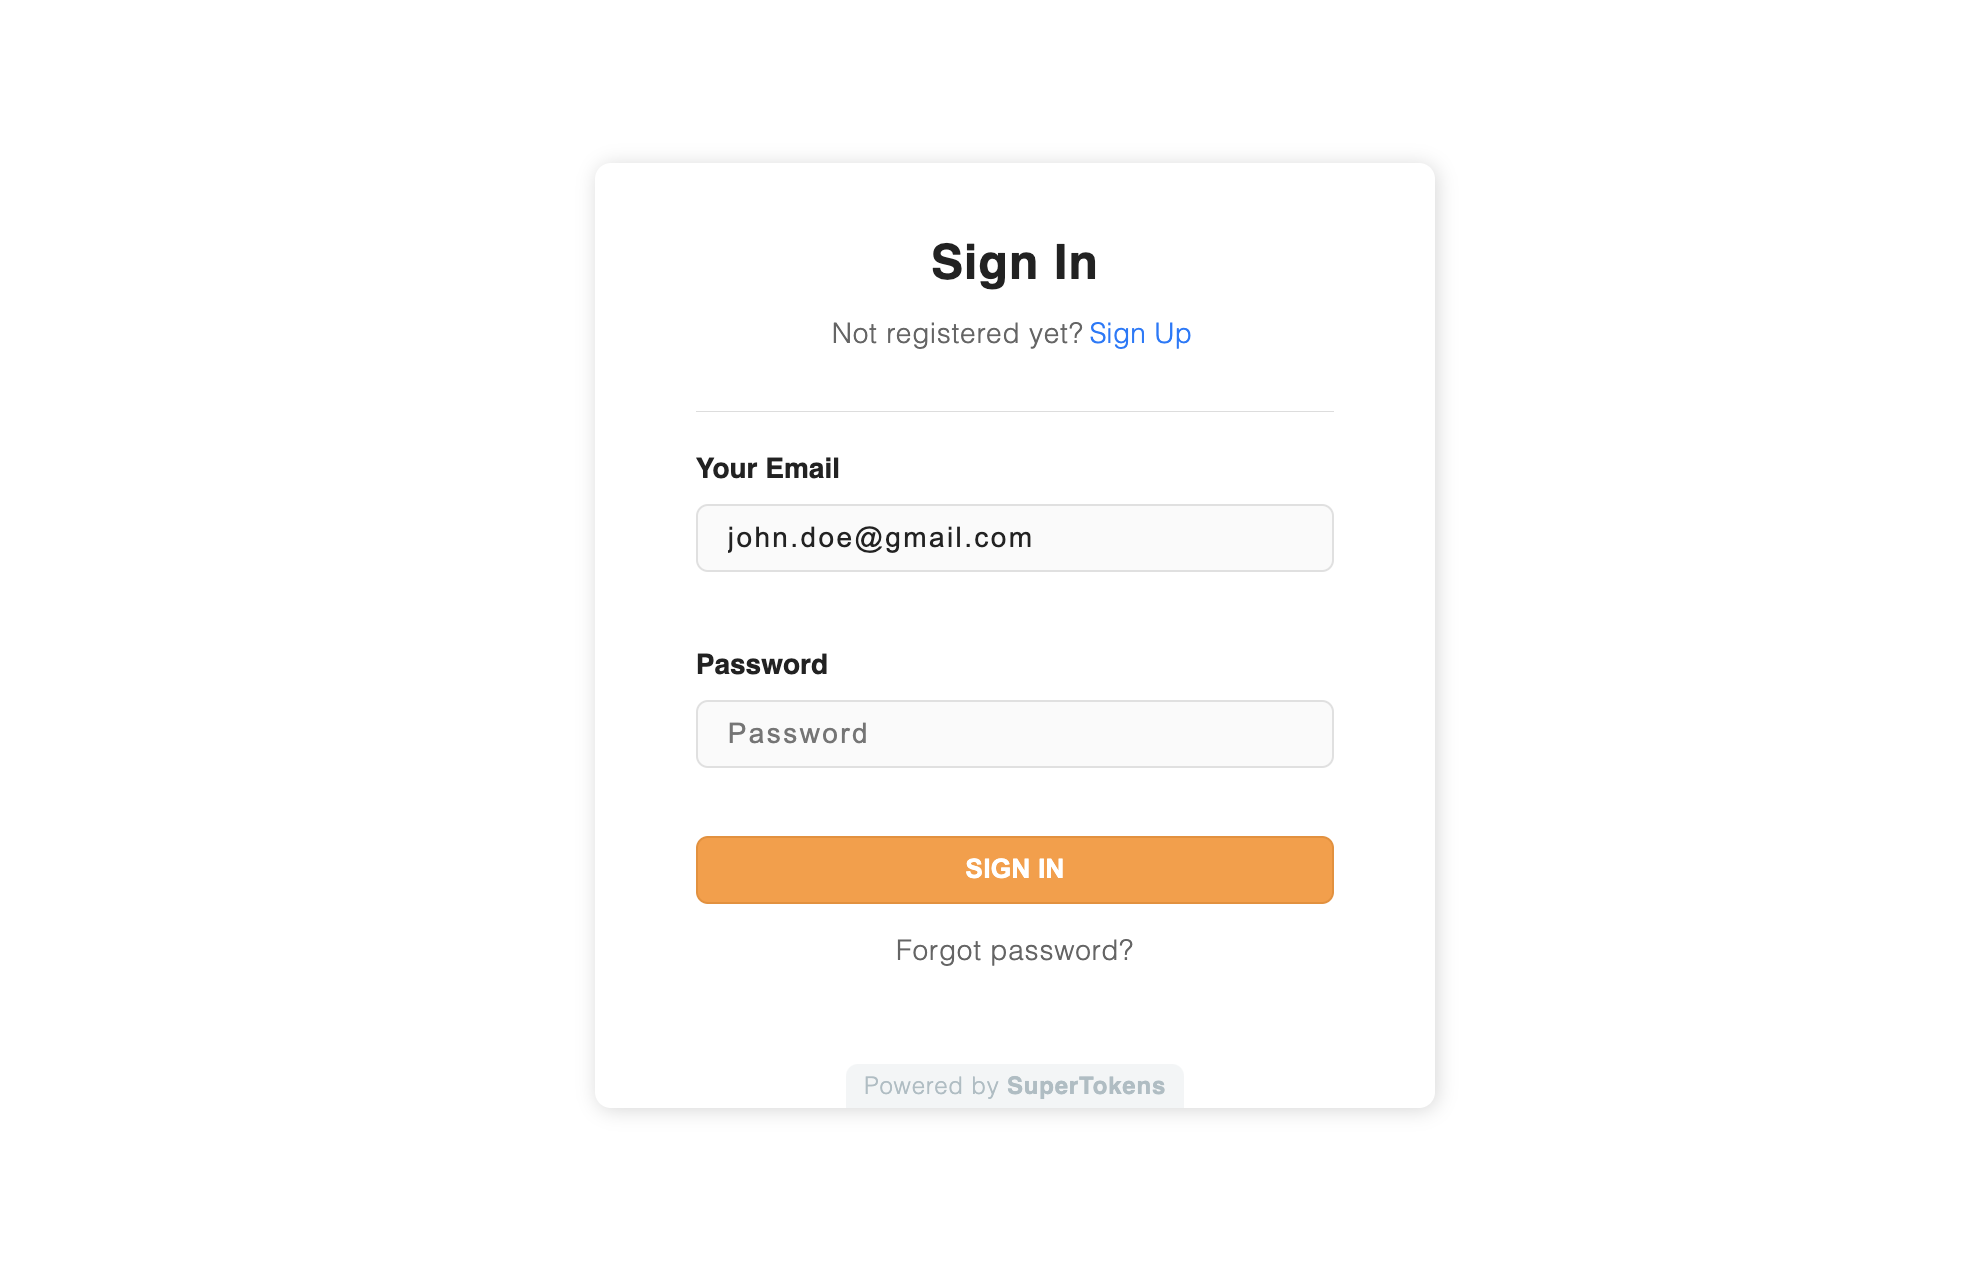 Sign In
Not registered yet? Sign Up
Your Email
john.doe@gmail.com
Password
Password
SIGN IN
Forgot password?
Powered by SuperTokens